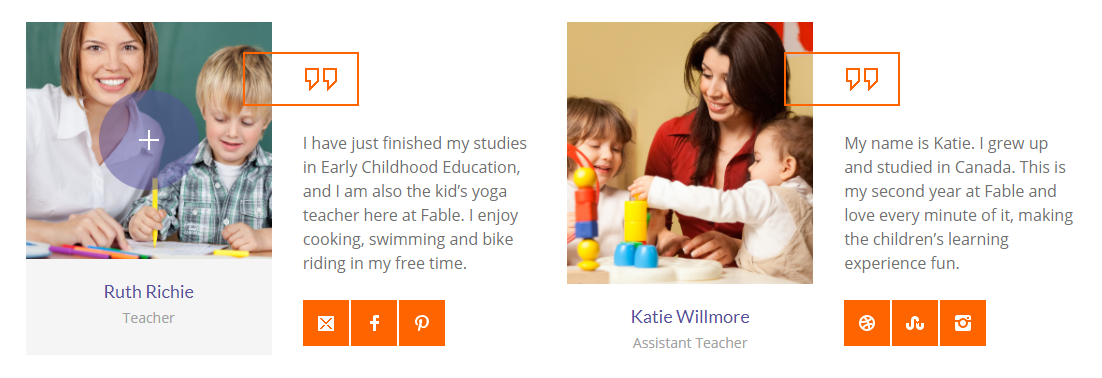 I have just finished my studies
in Early Childhood Education,
and I am also the kid’s yoga
teacher here at Fable. I enjoy
cooking, swimming and bike
riding in my free time.
Ruth Richie
Teacher
My name is Katie. I grew up
and studied in Canada. This is
my second year at Fable and
love every minute of it, making
the children’s learning
experience fun.
Katie Willmore
Assistant Teacher